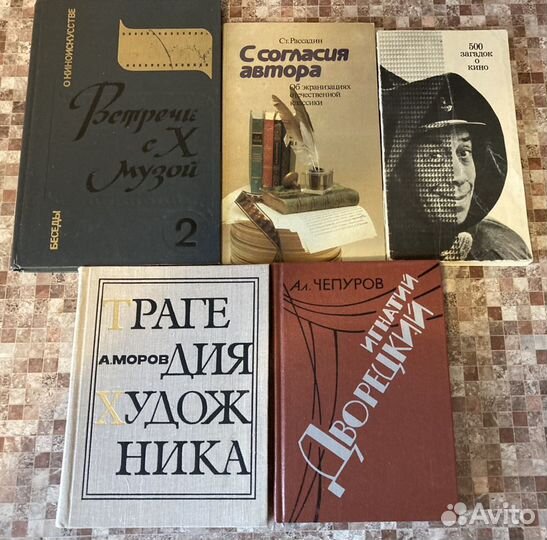 О КИНОИСКУССТВЕ
БЕСЕДЫ
Встречи
с X
музой
2
Ст. Рассадин
С согласия
автора
Об экранизациях
отечественной
классики
500
загадок
о
кино
ТРАГЕ
А.МОРОВ
ДИЯ
ХУДОЖ
НИКА
Ал. ЧЕПУРОВ
ИГНАТИЙ
ДВОРЕЦКИЙ
Avito